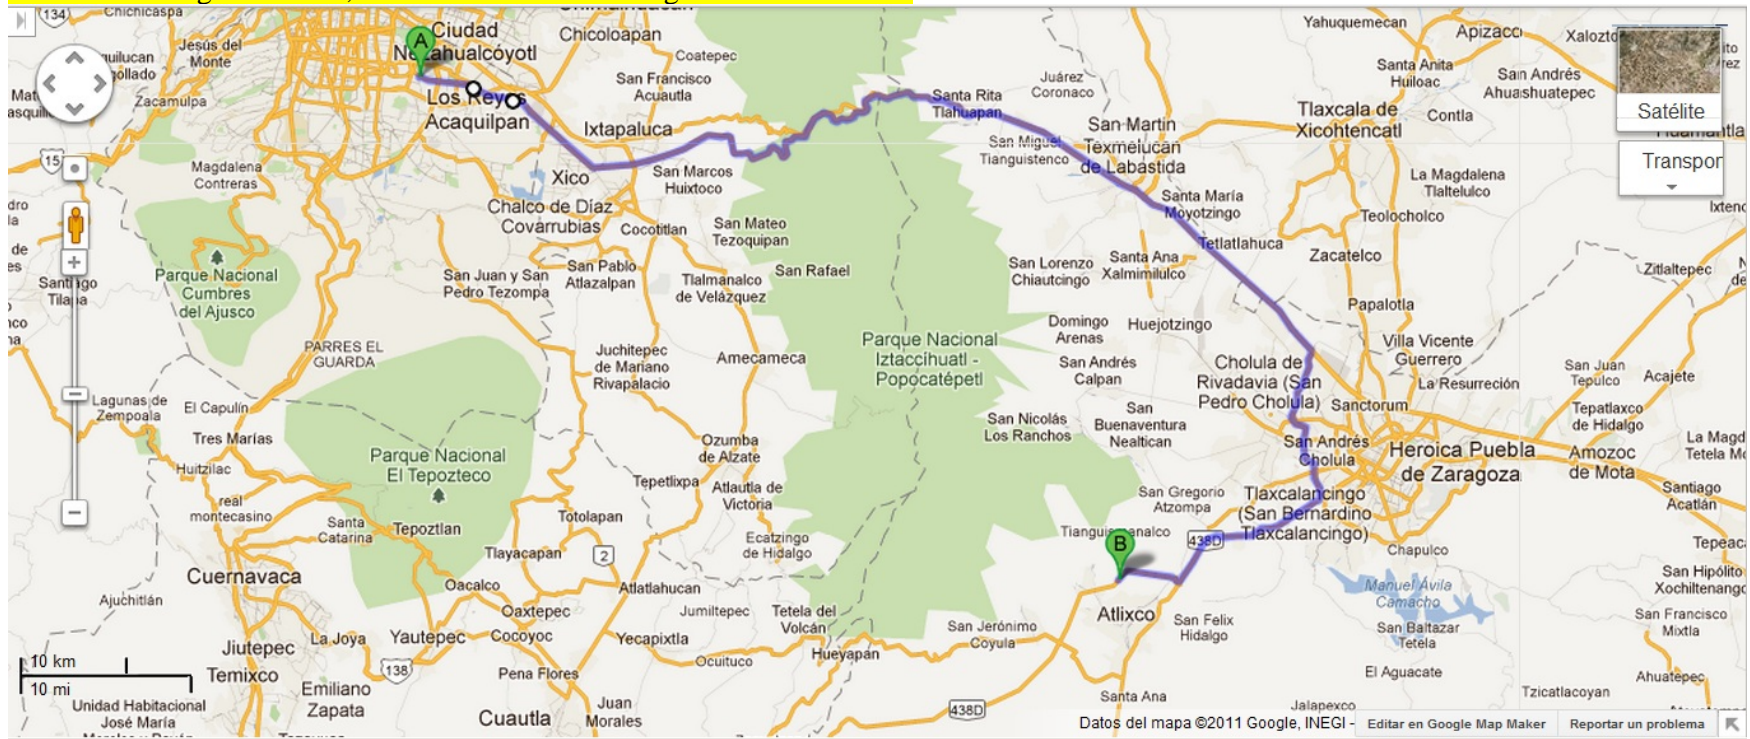 134
Chichicaspa
Jesús del
Monte
Zacamulpa
15
Magdalena
Contreras
Ciudad
Nezahualcóyotl
A
Los Reyes
Acaquilpan
Chicoloapan
Coatepec
San Francisco
Acuautla
Ixtapaluca
Xico
San Marcos
Huixtoco
Chalco de Díaz
Covarrubias
Cocotitlan
San Mateo
Tezoquipan
San Rafael
San Juan y San
Pedro Tezompa
San Pablo
Atlazalpan
Tlalmanalco
de Velázquez
Parque Nacional
Cumbres
del Ajusco
PARRES EL
GUARDA
Juchitepec
de Mariano
Rivapalacio
Amecameca
Parque Nacional
Iztaccíhuatl -
Popocatépetl
Lagunas de
Zempoala
El Capulín
Tres Marías
Huitzilac
real
montecasino
Santa
Catarina
Parque Nacional
El Tepozteco
Tepoztlan
Ozumba
de Alzate
Tepetlixpa
Atlautla de
Victoria
Totolapan
Tlayacapan
2
Ecatzingo
de Hidalgo
Cuernavaca
Ajuchitlán
Oacalco
Atlatlahucan
Oaxtepec
Jumiltepec
Tetela del
Volcán
Jiutepec
La Joya
Yautepec
Cocoyoc
Yecapixtla
Ocuituco
Hueyapan
Temixco
138
Pena Flores
Emiliano
Zapata
Unidad Habitacional
José María
Cuautla
Juan
Morales
10 km
10 mi
Juárez
Coronaco
Santa Rita
Tlahuapan
San Miguel
Tianguistenco
San Martin
Texmelucan
de Labastida
Santa María
Moyotzingo
Tetlatlahuca
San Lorenzo
Chiautcingo
Santa Ana
Xalmimilulco
Domingo
Arenas
Huejotzingo
San Andrés
Calpan
San Nicolás
Los Ranchos
San
Buenaventura
Nealtican
Cholula de
Rivadavia (San
Pedro Cholula)
San Andrés
Cholula
San Gregorio
Atzompa
Tlaxcalancingo
(San Bernardino
Tlaxcalancingo)
438D
B
Atlixco
San Felix
Hidalgo
San Jerónimo
Coyula
Santa Ana
438D
Yauhquemecan
Apizaco
Santa Anita
Huiloac
San Andrés
Ahuashuatepec
Tlaxcala de
Xicohtencatl
Contla
La Magdalena
Tlaltelulco
Teolocholco
Zacatelco
Papalotla
Zitlaltepec
Villa Vicente
Guerrero
La Resurreción
San Juan
Tepulco
Acajete
Sanctorum
Tepatlaxco
de Hidalgo
Heroica Puebla
de Zaragoza
Amozoc
de Mota
Santiago
Acatlán
Chapulco
Manuel Ávila
Camacho
San Baltazar
Tetela
El Aguacate
San Hipólito
Xochiltenango
San Francisco
Mixtla
Ahuatepec
Tzicatlacoyan
Jalapexco
Satélite
Transpor
Datos del mapa ©2011 Google, INEGI -
Editar en Google Map Maker
Reportar un problema